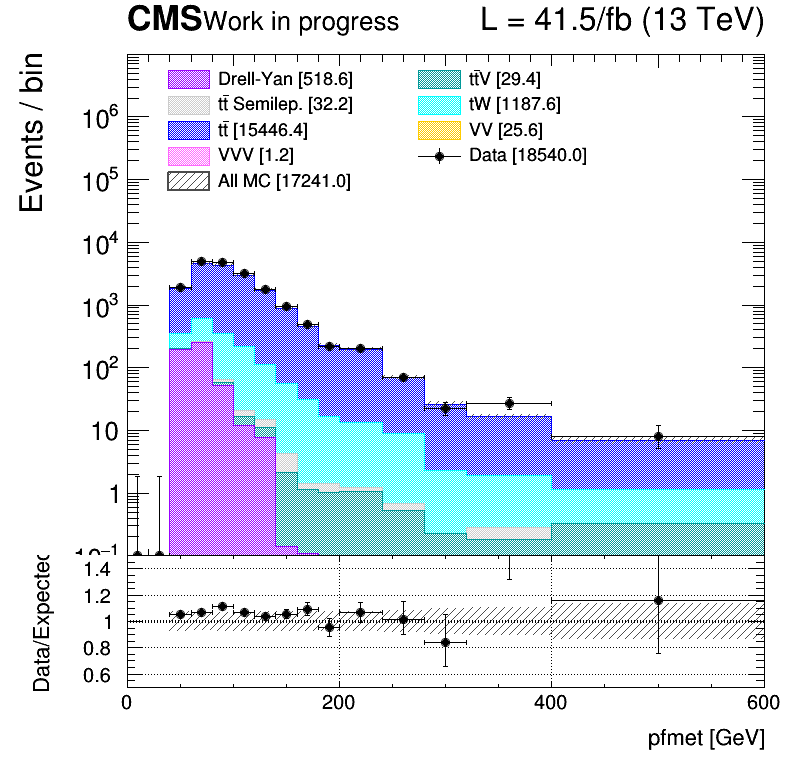 CMS Work in progress L = 41.5/fb (13 TeV)
Events / bin
Drell-Yan [518.6]
tt̄ Semilep. [32.2]
tt̄ [15446.4]
VVV [1.2]
All MC [17241.0]
tt̄V [29.4]
tW [1187.6]
VV [25.6]
Data [18540.0]
10⁶
10⁵
10⁴
10³
10²
10
1
10⁻¹
Data/Expected
1.4
1.2
1
0.8
0.6
0 200 400 600
pfmet [GeV]